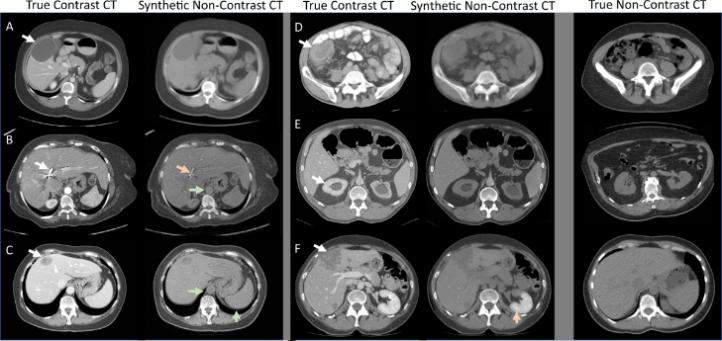 True Contrast CT Synthetic Non-Contrast CT True Contrast CT Synthetic Non-Contrast CT True Non-Contrast CT
A D
B E
C F